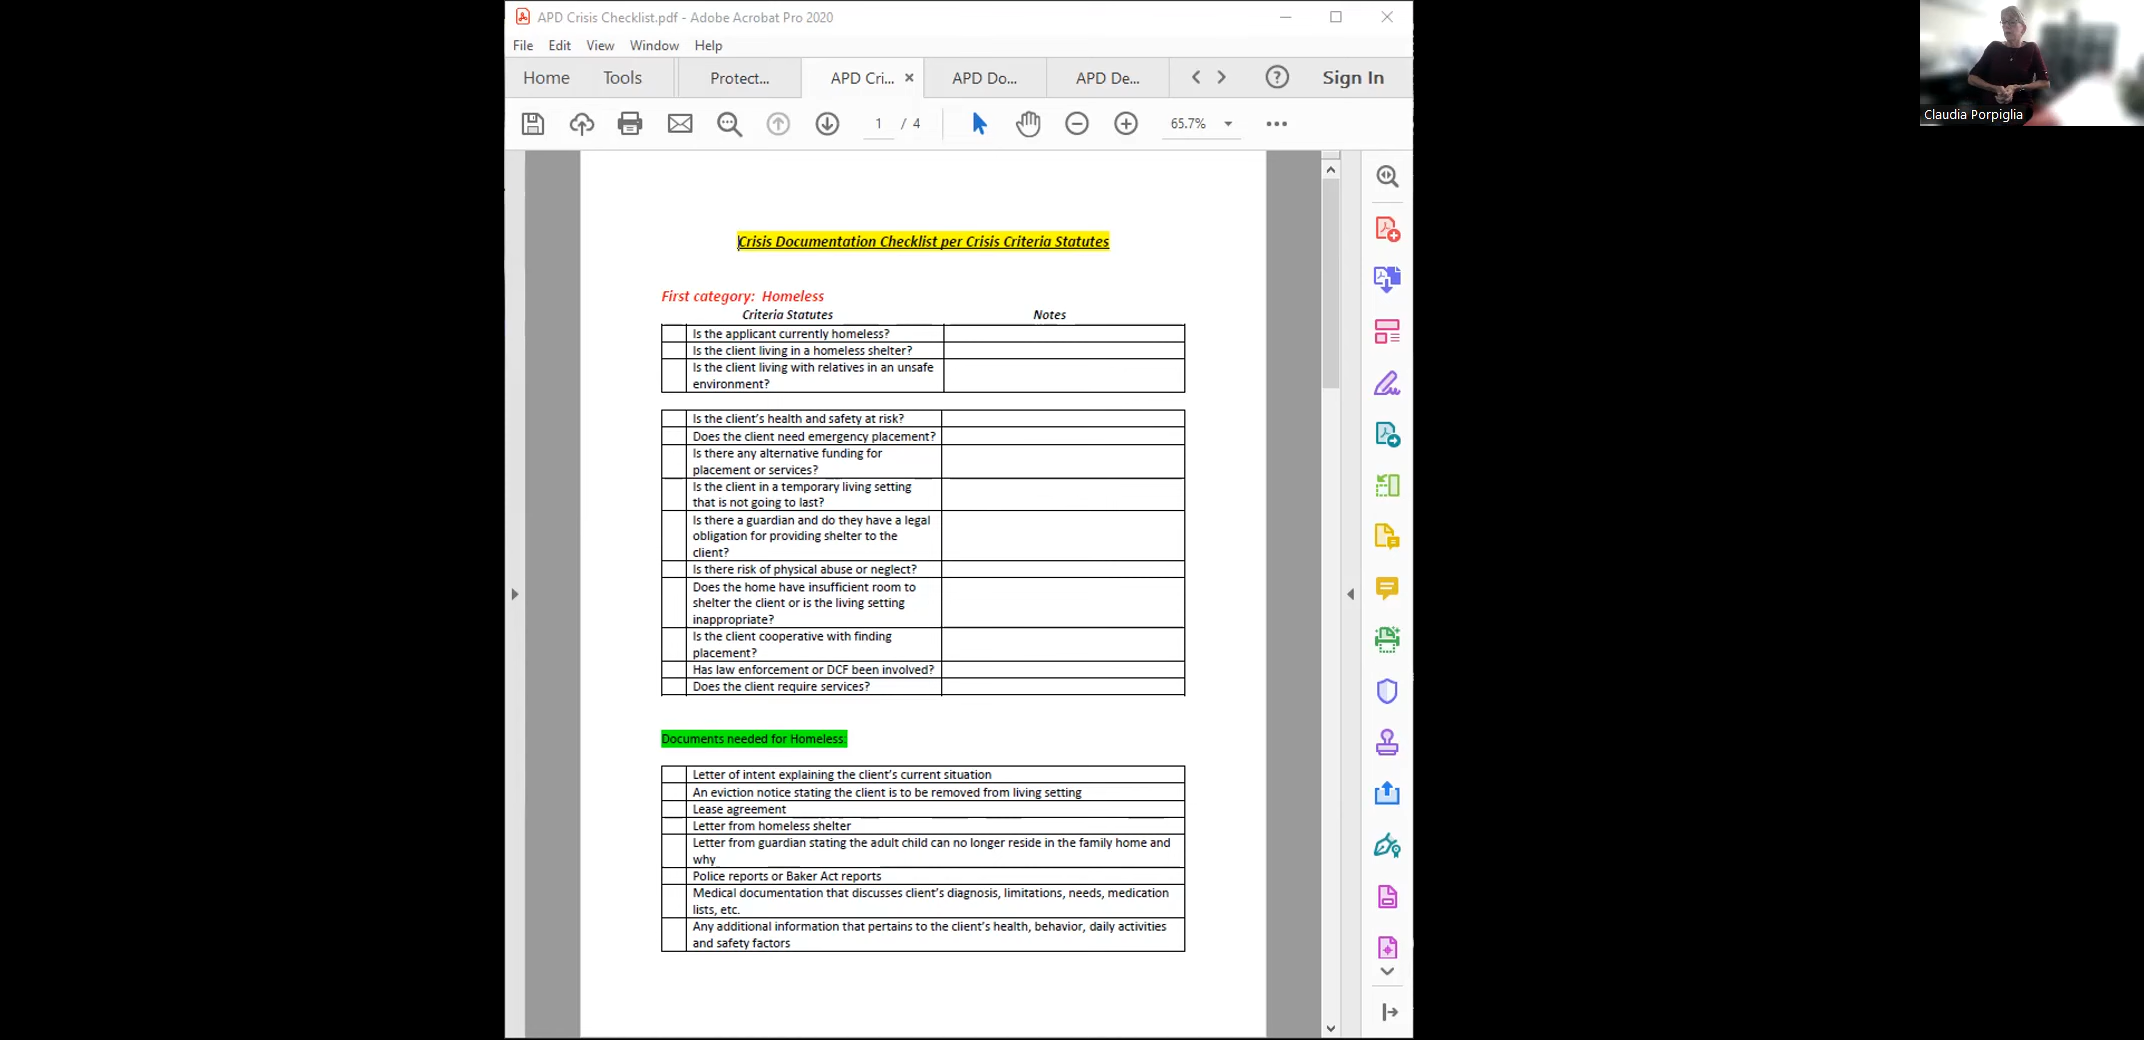 APD Crisis Checklist.pdf - Adobe Acrobat Pro 2020
File Edit View Window Help
Home Tools Protect... APD Cri... × APD Do... APD De... Sign In
1 / 4 65.7%
Claudia Porpiglia
Crisis Documentation Checklist per Crisis Criteria Statutes
First category: Homeless
Criteria Statutes Notes
Is the applicant currently homeless?
Is the client living in a homeless shelter?
Is the client living with relatives in an unsafe
environment?
Is the client's health and safety at risk?
Does the client need emergency placement?
Is there any alternative funding for
placement or services?
Is the client in a temporary living setting
that is not going to last?
Is there a guardian and do they have a legal
obligation for providing shelter to the
client?
Is there risk of physical abuse or neglect?
Does the home have insufficient room to
shelter the client or is the living setting
inappropriate?
Is the client cooperative with finding
placement?
Has law enforcement or DCF been involved?
Does the client require services?
Documents needed for Homeless:
Letter of intent explaining the client's current situation
An eviction notice stating the client is to be removed from living setting
Lease agreement
Letter from homeless shelter
Letter from guardian stating the adult child can no longer reside in the family home and
why
Police reports or Baker Act reports
Medical documentation that discusses client's diagnosis, limitations, needs, medication
lists, etc.
Any additional information that pertains to the client's health, behavior, daily activities
and safety factors